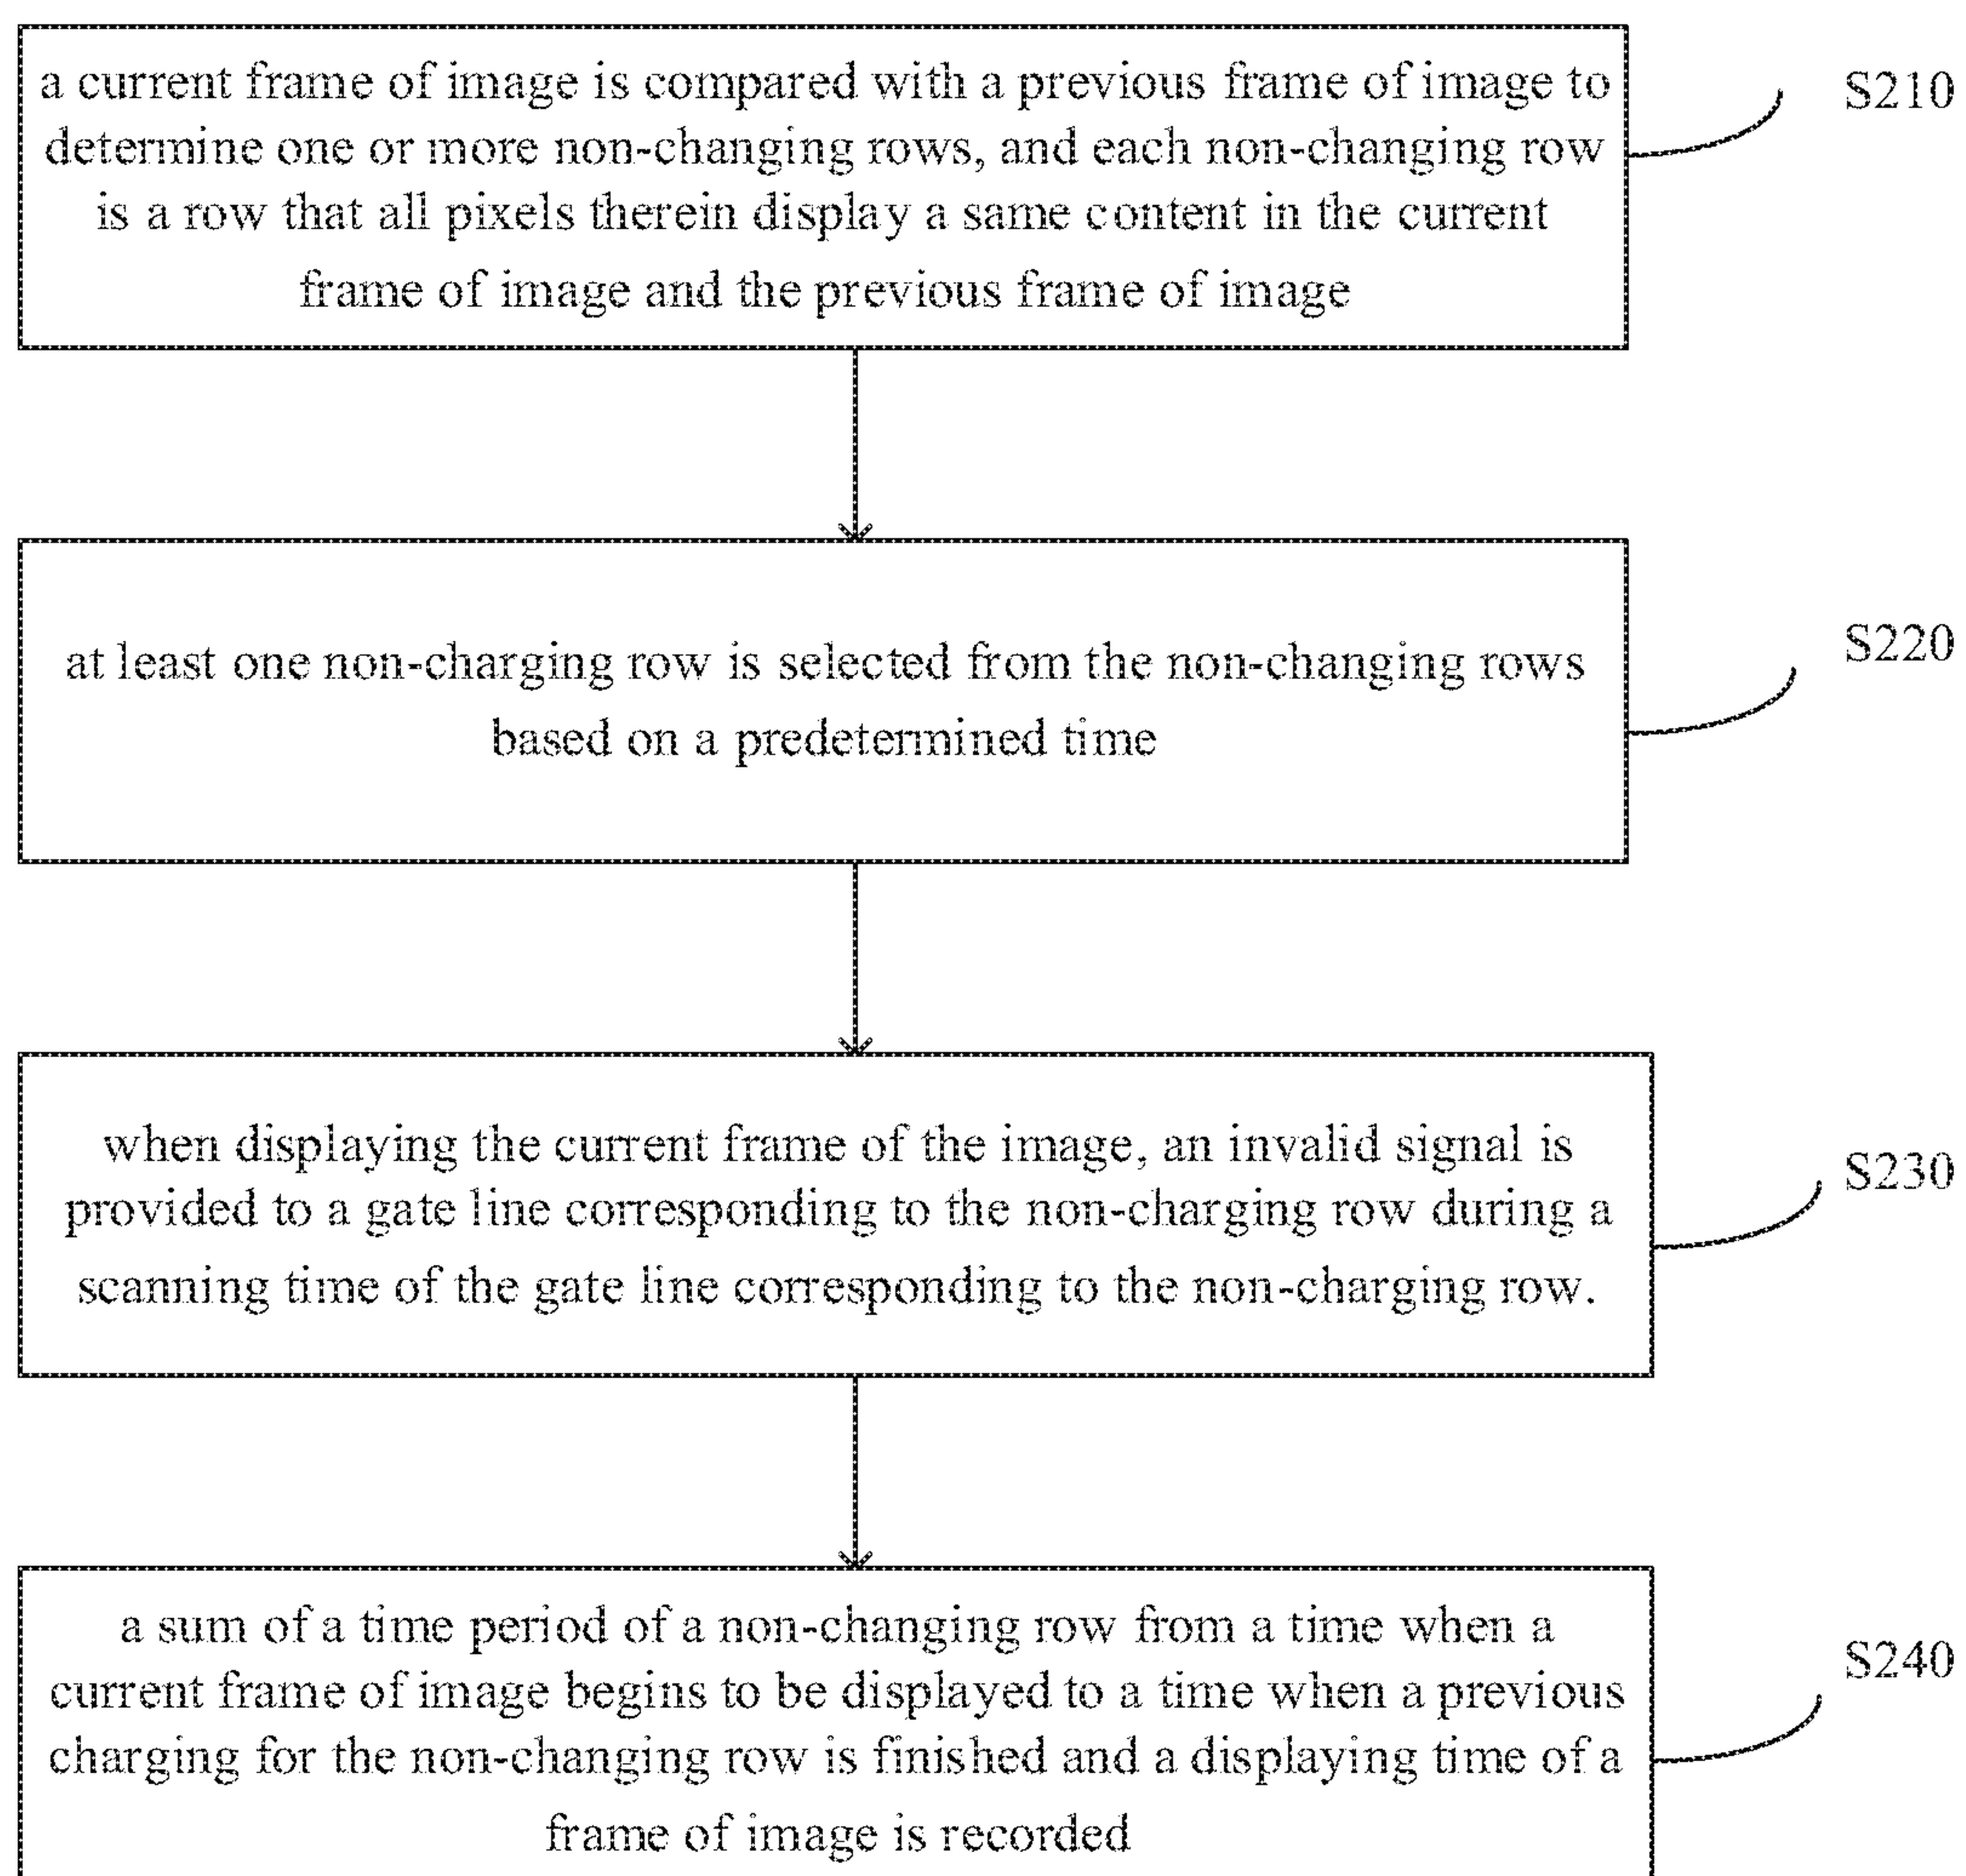 a current frame of image is compared with a previous frame of image to
determine one or more non-changing rows, and each non-changing row
is a row that all pixels therein display a same content in the current
frame of image and the previous frame of image
S210
at least one non-charging row is selected from the non-changing rows
based on a predetermined time
S220
when displaying the current frame of the image, an invalid signal is
provided to a gate line corresponding to the non-charging row during a
scanning time of the gate line corresponding to the non-charging row.
S230
a sum of a time period of a non-changing row from a time when a
current frame of image begins to be displayed to a time when a previous
charging for the non-changing row is finished and a displaying time of a
frame of image is recorded
S240